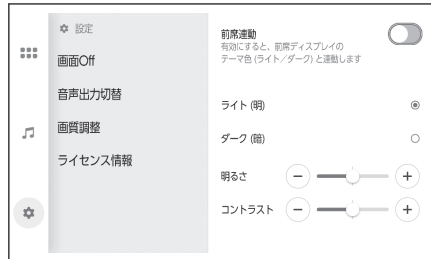 設定
画面Off
音声出力切替
画質調整
ライセンス情報
前席連動
有効にすると、前席ディスプレイの
テーマ色 (ライト／ダーク) と連動します
ライト (明)
ダーク (暗)
明るさ
コントラスト